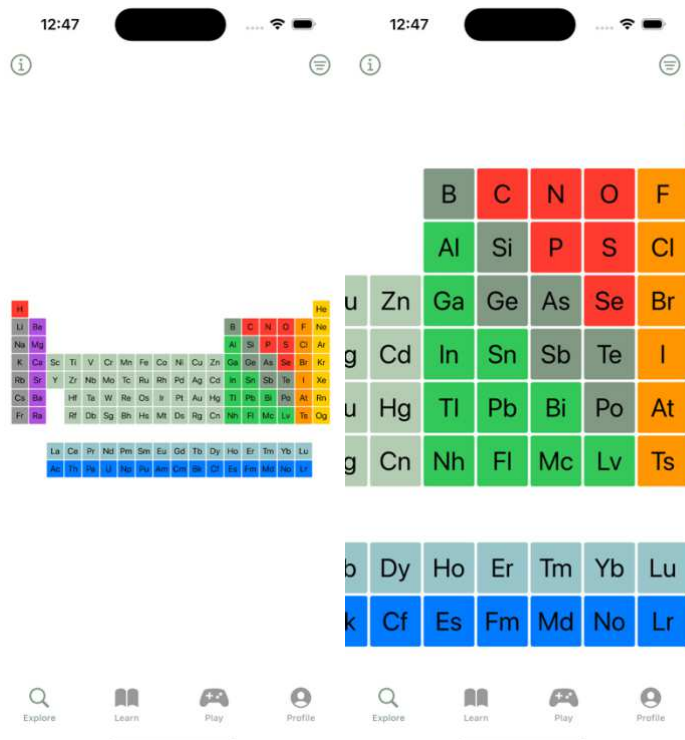 12:47
H He
Li Be B C N O F Ne
Na Mg Al Si P S Cl Ar
K Ca Sc Ti V Cr Mn Fe Co Ni Cu Zn Ga Ge As Se Br Kr
Rb Sr Y Zr Nb Mo Tc Ru Rh Pd Ag Cd In Sn Sb Te I Xe
Cs Ba Hf Ta W Re Os Ir Pt Au Hg Tl Pb Bi Po At Rn
Fr Ra Rf Db Sg Bh Hs Mt Ds Rg Cn Nh Fl Mc Lv Ts Og
La Ce Pr Nd Pm Sm Eu Gd Tb Dy Ho Er Tm Yb Lu
Ac Th Pa U Np Pu Am Cm Bk Cf Es Fm Md No Lr
Explore Learn Play Profile
12:47
B C N O F
Al Si P S Cl
u Zn Ga Ge As Se Br
g Cd In Sn Sb Te I
u Hg Tl Pb Bi Po At
g Cn Nh Fl Mc Lv Ts
b Dy Ho Er Tm Yb Lu
k Cf Es Fm Md No Lr
Explore Learn Play Profile